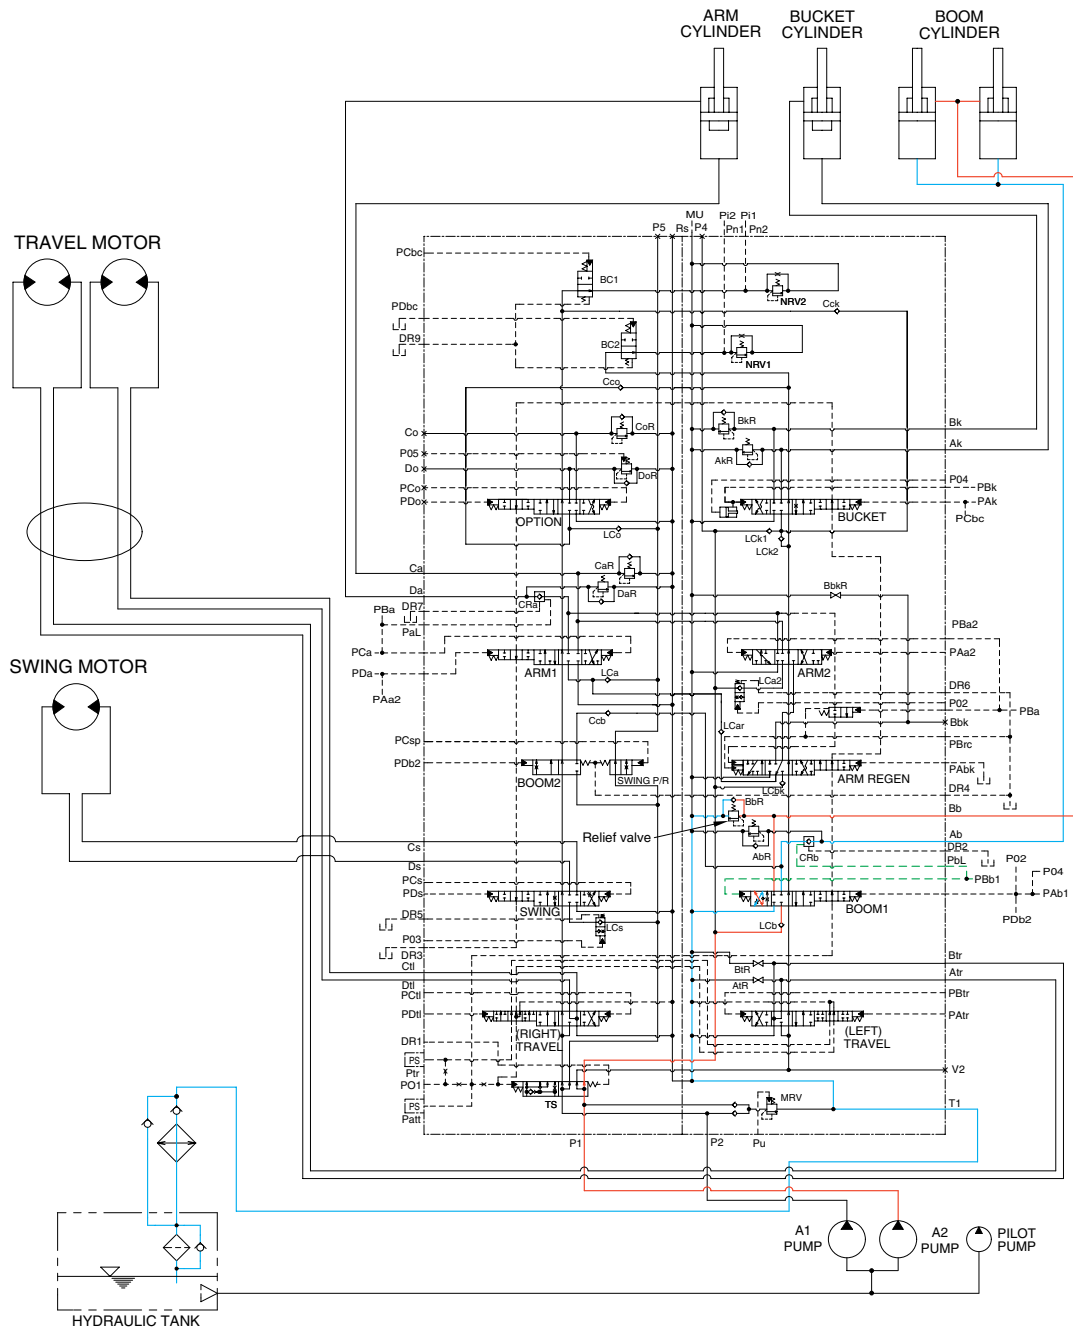 ARM
CYLINDER
BUCKET
CYLINDER
BOOM
CYLINDER
TRAVEL MOTOR
SWING MOTOR
MU
Pi2 Pi1
P5 Rs P4 Pn1 Pn2
PCbc
BC1
NRV2
Cck
PDbc
DR9
BC2
NRV1
Cco
Co
CoR
BkR
Bk
Ak
P05
Do
DoR
AkR
PCo
PDo
OPTION
LCo
P04
PBk
PAk
PCbc
BUCKET
LCk1
LCk2
Ca
CaR
Da
DaR
CRa
BbkR
PBa
DR7
PaL
PCa
PDa
PAa2
ARM1
LCa
PBa2
PAa2
ARM2
LCa2
DR6
P02
PBa
Ccb
LCar
Bbk
PCsp
PDb2
BOOM2
SWING P/R
PBrc
PAbk
ARM REGEN
LCbk
DR4
BbR
Bb
Relief valve
AbR
CRb
Ab
DR2
PbL
P02
P04
PBb1
PAb1
PDb2
BOOM1
LCb
Cs
Ds
PCs
PDs
SWING
DR5
LCs
P03
DR3
Ctl
Dtl
PCtl
PDtl
(RIGHT)
TRAVEL
BtR
Btr
AtR
Atr
PBtr
PAtr
(LEFT)
TRAVEL
DR1
PS
Ptr
PO1
PS
Patt
TS
V2
MRV
T1
P1
P2
Pu
A1
PUMP
A2
PUMP
PILOT
PUMP
HYDRAULIC TANK